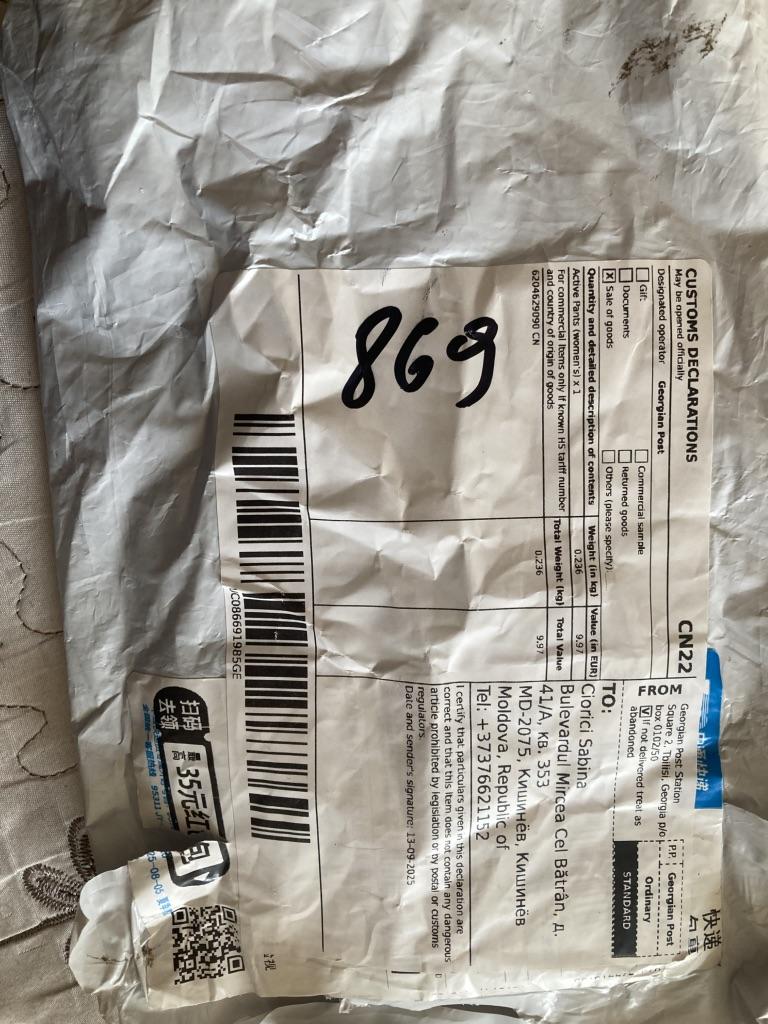 CUSTOMS DECLARATIONS
CN22
May be opened officially
Designated operator Georgian Post
Gift
Commercial sample
Documents
Returned goods
X Sale of goods
Others (please specify)
Quantity and detailed description of contents Weight (in kg) Value (in EUR)
Active Pants (women's) x 1 0.236 9.97
For commercial items only If known HS tariff number and country of origin of goods Total Weight (kg) Total Value
6204629090 CN 0.236 9.97
869
FROM
Georgian Post Station
Square 2, Tbilisi, Georgia p/o
box 0102/50
V If not delivered treat as
abandoned
P.P. Georgian Post
Ordinary
STANDARD
TO:
Ciorici Sabina
Bulevardul Mircea Cel Bătrân, д.
41/A, кв. 353
MD-2075, Кишинёв, Кишинёв
Moldova, Republic of
Tel: +37376621152
I certify that particulars given in this declaration are
correct and that this item does not contain any dangerous
article prohibited by legislation or by postal or customs
regulators.
Date and sender's signature: 13-09-2025
UC086691985GE
快递
扫码
去领
最高
35元红包